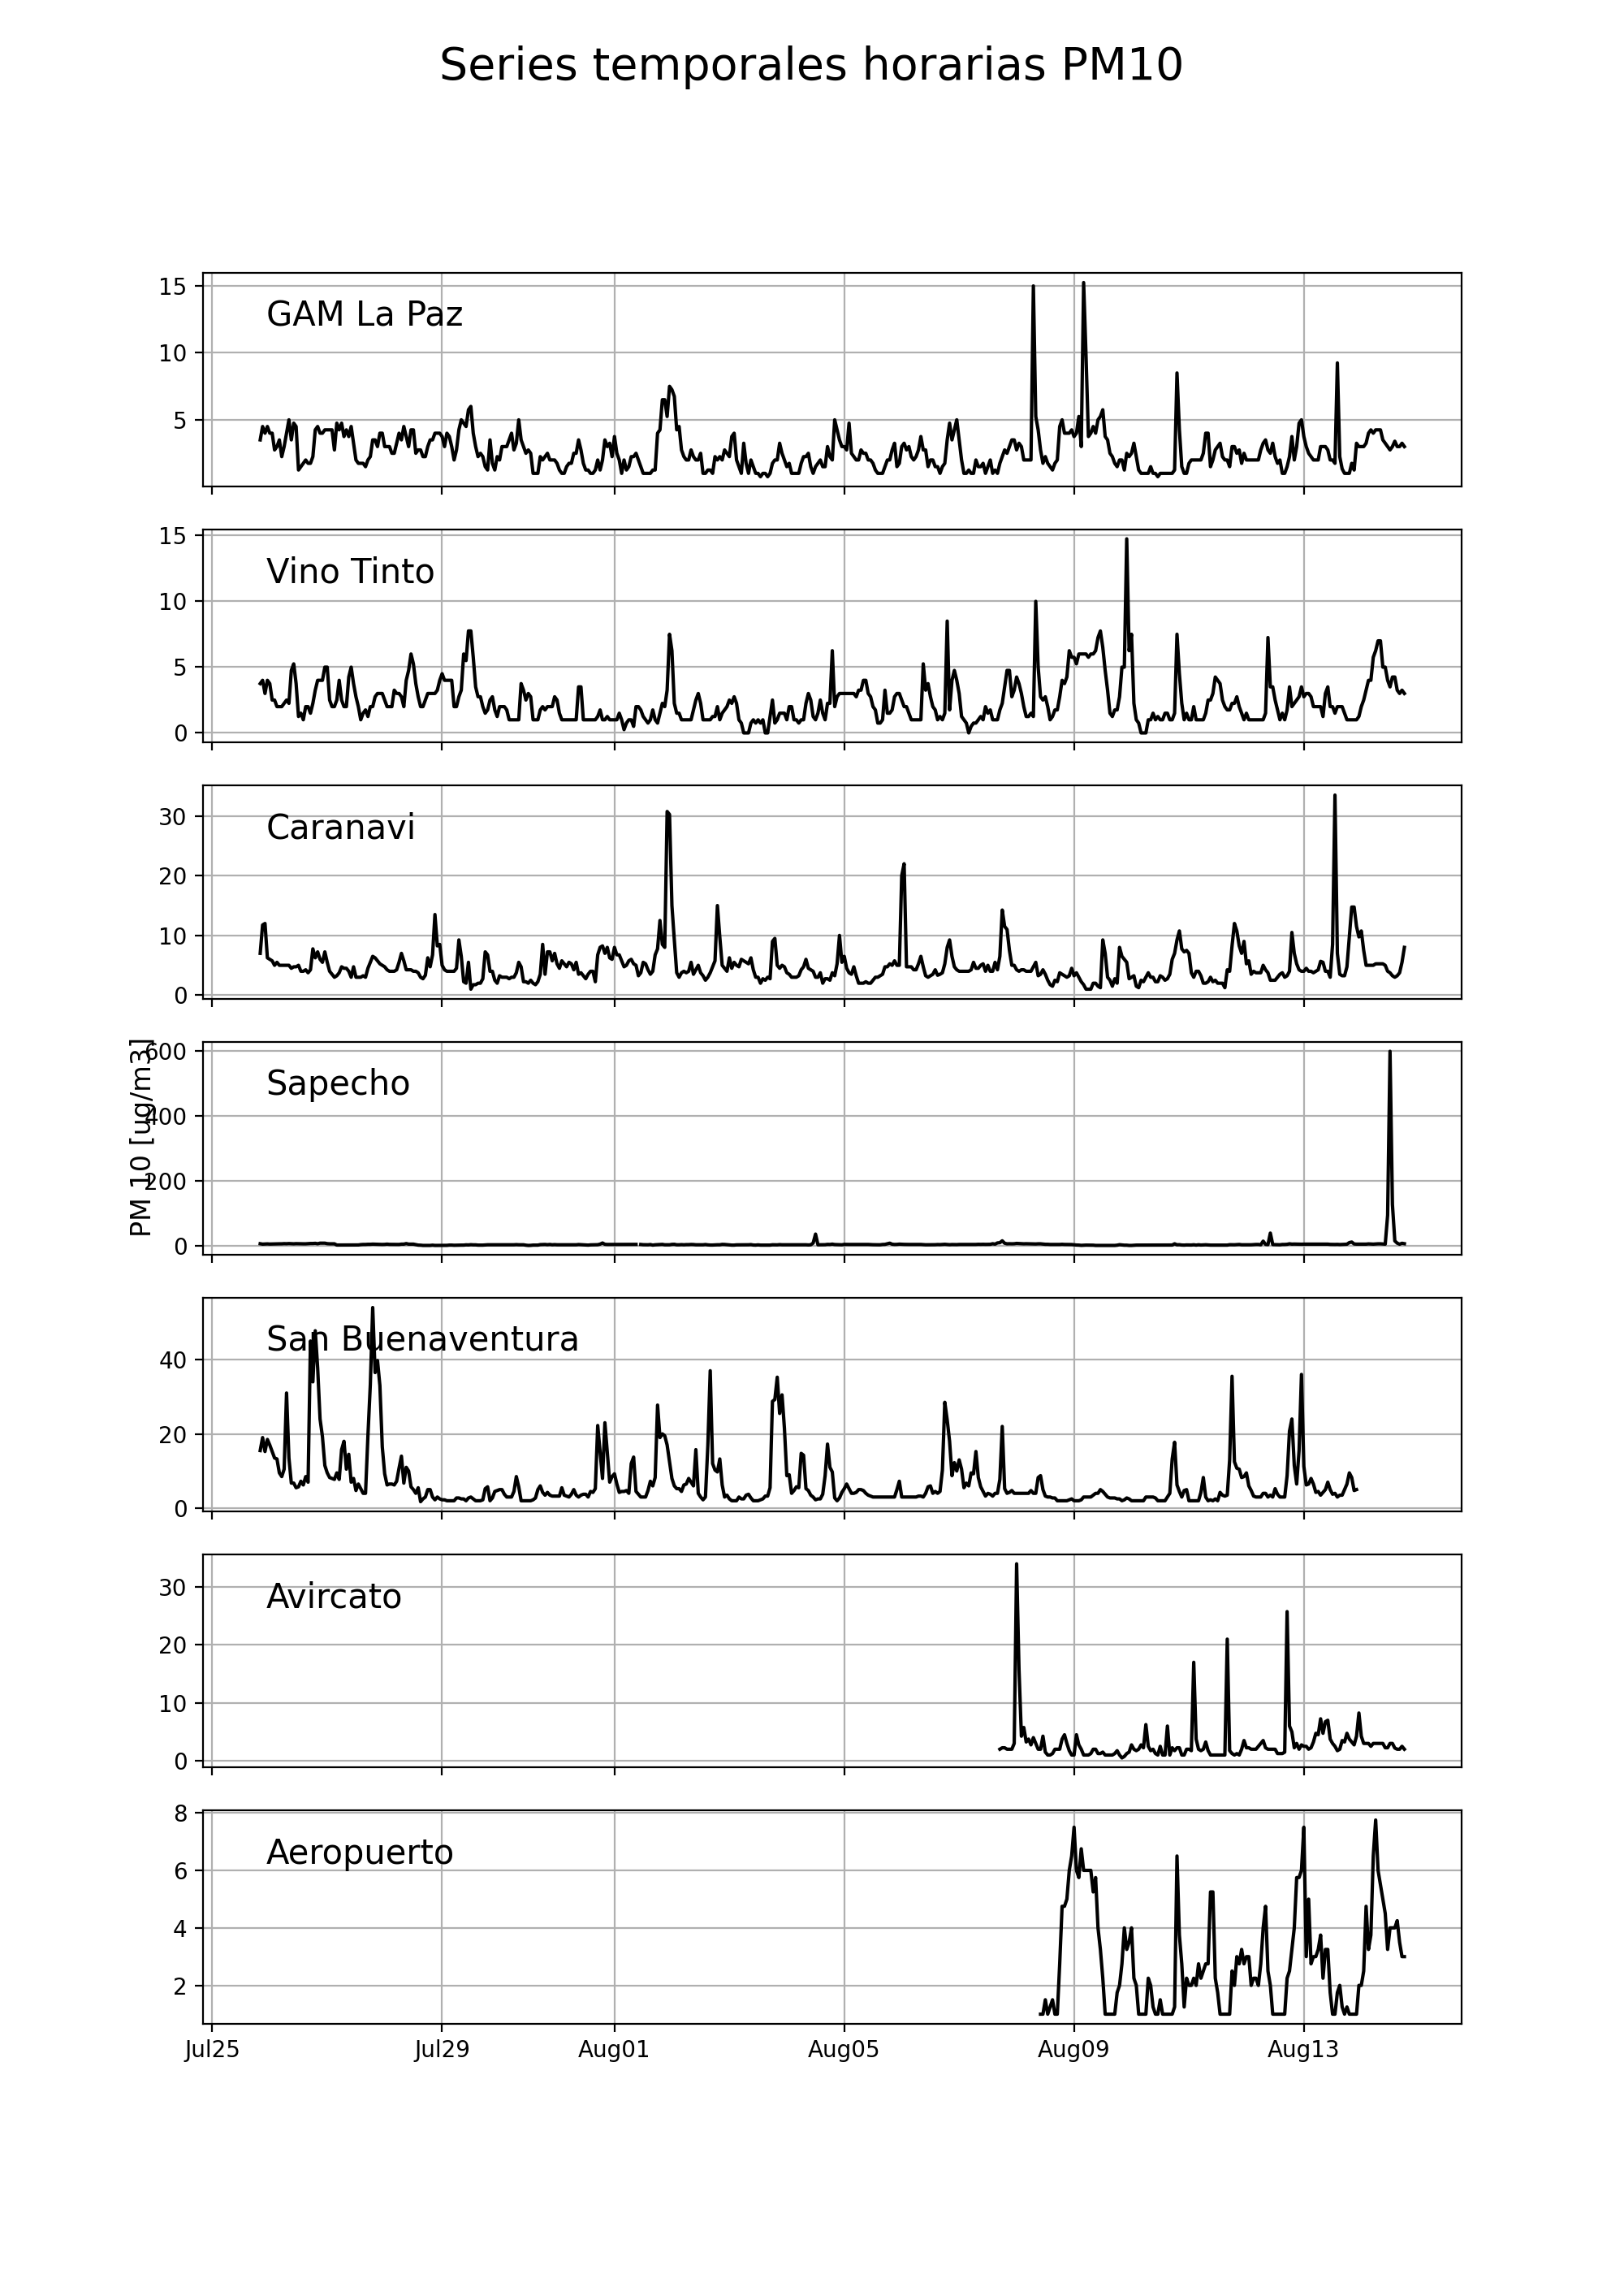 Series temporales horarias PM10
15
GAM La Paz
10
5
15
Vino Tinto
10
5
0
30
Caranavi
20
10
0
PM 10 [ug/m3]
600
Sapecho
400
200
0
San Buenaventura
40
20
0
30
Avircato
20
10
0
8
Aeropuerto
6
4
2
Jul25 Jul29 Aug01 Aug05 Aug09 Aug13